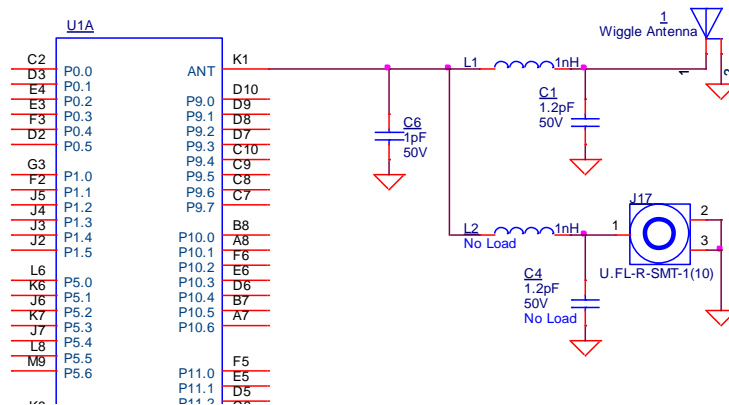 U1A
1
Wiggle Antenna
C2 P0.0
D3 P0.1
E4 P0.2
E3 P0.3
F3 P0.4
D2 P0.5
G3 P1.0
F2 P1.1
J5 P1.2
J4 P1.3
J3 P1.4
J2 P1.5
L6 P5.0
K6 P5.1
J6 P5.2
K7 P5.3
J7 P5.4
L8 P5.5
M9 P5.6
ANT K1
P9.0 D10
P9.1 D9
P9.2 D8
P9.3 D7
P9.4 C10
P9.5 C9
P9.6 C8
P9.7 C7
P10.0 B8
P10.1 A8
P10.2 F6
P10.3 E6
P10.4 D6
P10.5 B7
P10.6 A7
P11.0 F5
P11.1 E5
P11.2 D5
L1 1nH
1
2
C6
1pF
50V
C1
1.2pF
50V
L2 1nH
No Load
C4
1.2pF
50V
No Load
J17
1
2
3
U.FL-R-SMT-1(10)